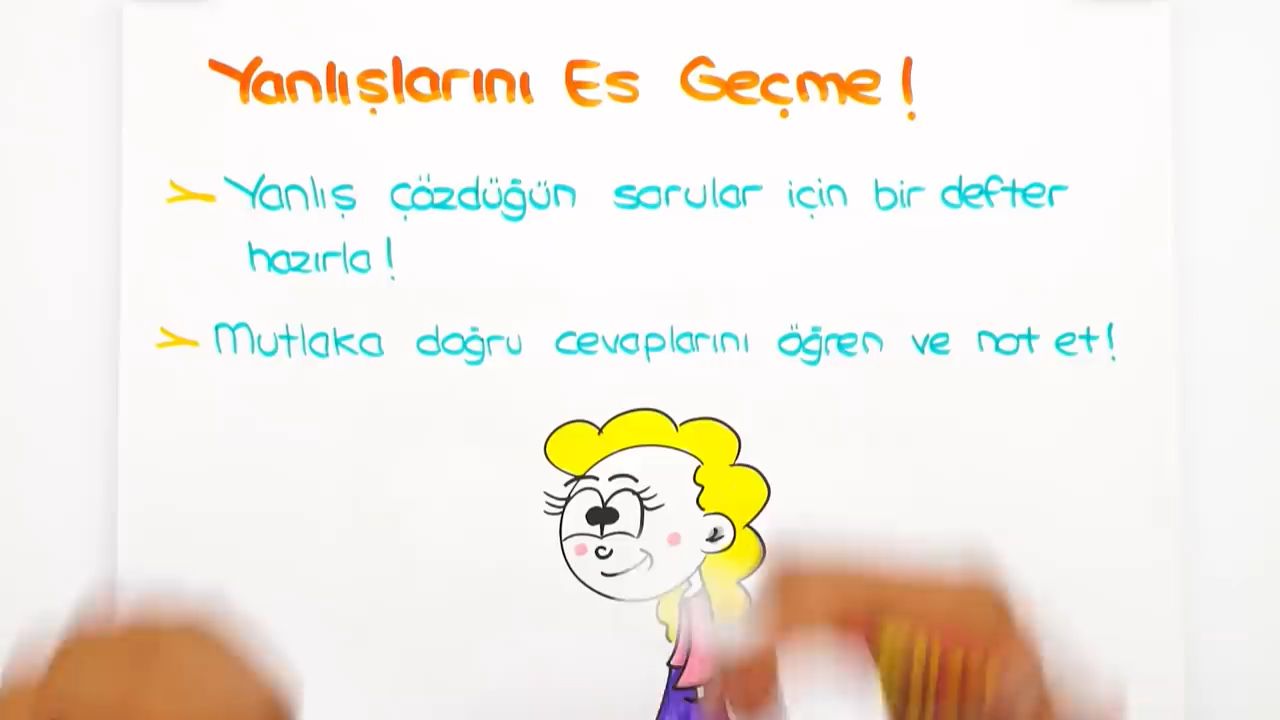 Yanlışlarını Es Geçme!
Yanlış çözdüğün sorular için bir defter
hazırla!
Mutlaka doğru cevaplarını öğren ve not et!